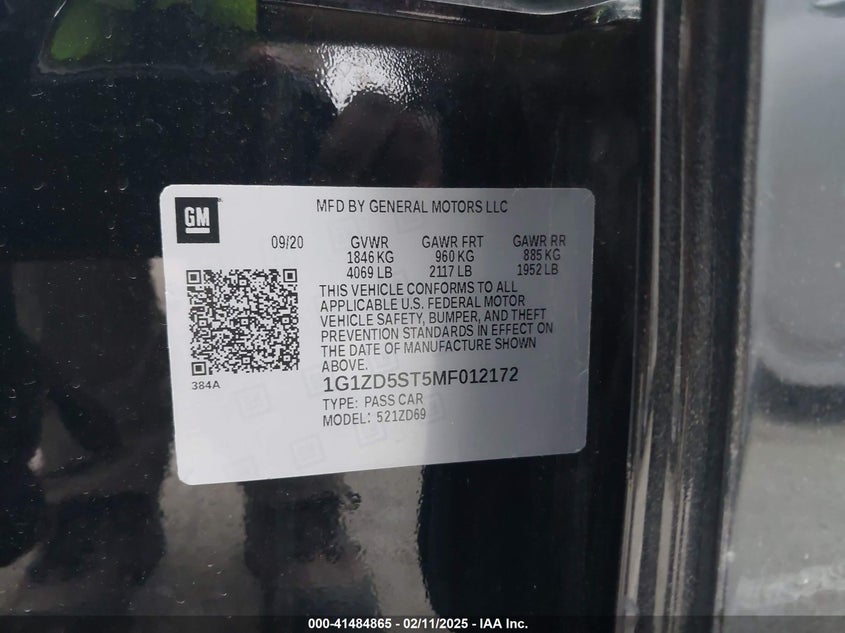 GM
MFD BY GENERAL MOTORS LLC
09/20 GVWR GAWR FRT GAWR RR
1846 KG 960 KG 885 KG
4069 LB 2117 LB 1952 LB
THIS VEHICLE CONFORMS TO ALL
APPLICABLE U.S. FEDERAL MOTOR
VEHICLE SAFETY, BUMPER, AND THEFT
PREVENTION STANDARDS IN EFFECT ON
THE DATE OF MANUFACTURE SHOWN
ABOVE.
384A
1G1ZD5ST5MF012172
TYPE: PASS CAR
MODEL: 521ZD69
000-41484865 - 02/11/2025 - IAA Inc.